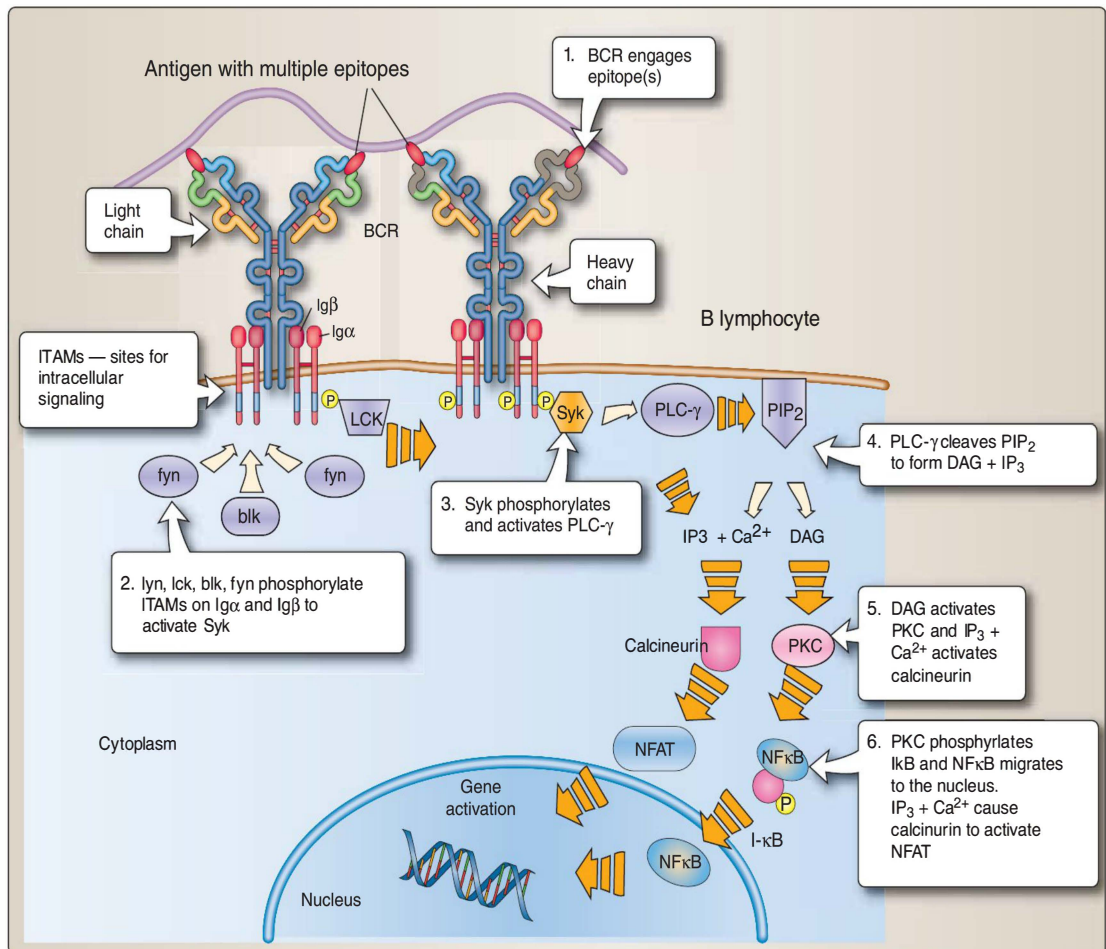 Antigen with multiple epitopes
1. BCR engages
epitope(s)
Light
chain
BCR
Heavy
chain
Igβ
Igα
B lymphocyte
ITAMs — sites for
intracellular
signaling
P
LCK
P
P
P
Syk
PLC-γ
PIP2
4. PLC-γ cleaves PIP2
to form DAG + IP3
fyn
fyn
blk
3. Syk phosphorylates
and activates PLC-γ
IP3 + Ca2+
DAG
2. lyn, lck, blk, fyn phosphorylate
ITAMs on Igα and Igβ to
activate Syk
Calcineurin
PKC
5. DAG activates
PKC and IP3 +
Ca2+ activates
calcineurin
Cytoplasm
NFAT
NFκB
P
6. PKC phosphyrlates
IkB and NFκB migrates
to the nucleus.
IP3 + Ca2+ cause
calcinurin to activate
NFAT
Gene
activation
I-κB
NFκB
Nucleus